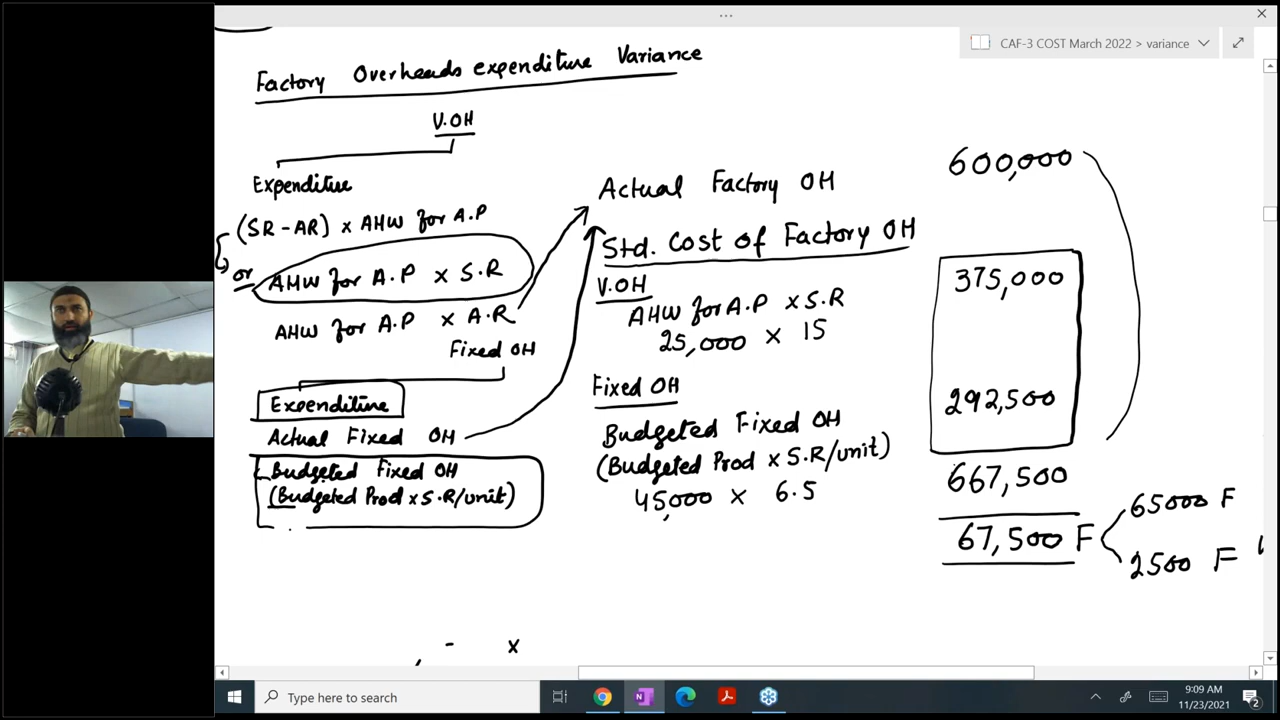 CAF-3 COST March 2022 > variance
Factory Overheads expenditure Variance
V.OH
Expenditure
(SR-AR) x AHW for A.P
or AHW for A.P x S.R
AHW for A.P x A.R
Fixed OH
Expenditure
Actual Fixed OH
Budgeted Fixed OH
(Budgeted Prod x S.R/unit)
Actual Factory OH
600,000
Std. Cost of Factory OH
V.OH
375,000
AHW for A.P x S.R
25,000 x 15
Fixed OH
292,500
Budgeted Fixed OH
(Budgeted Prod x S.R/unit)
45,000 x 6.5
667,500
67,500 F
65000 F
2500 F
x
Type here to search
9:09 AM
11/23/2021
2